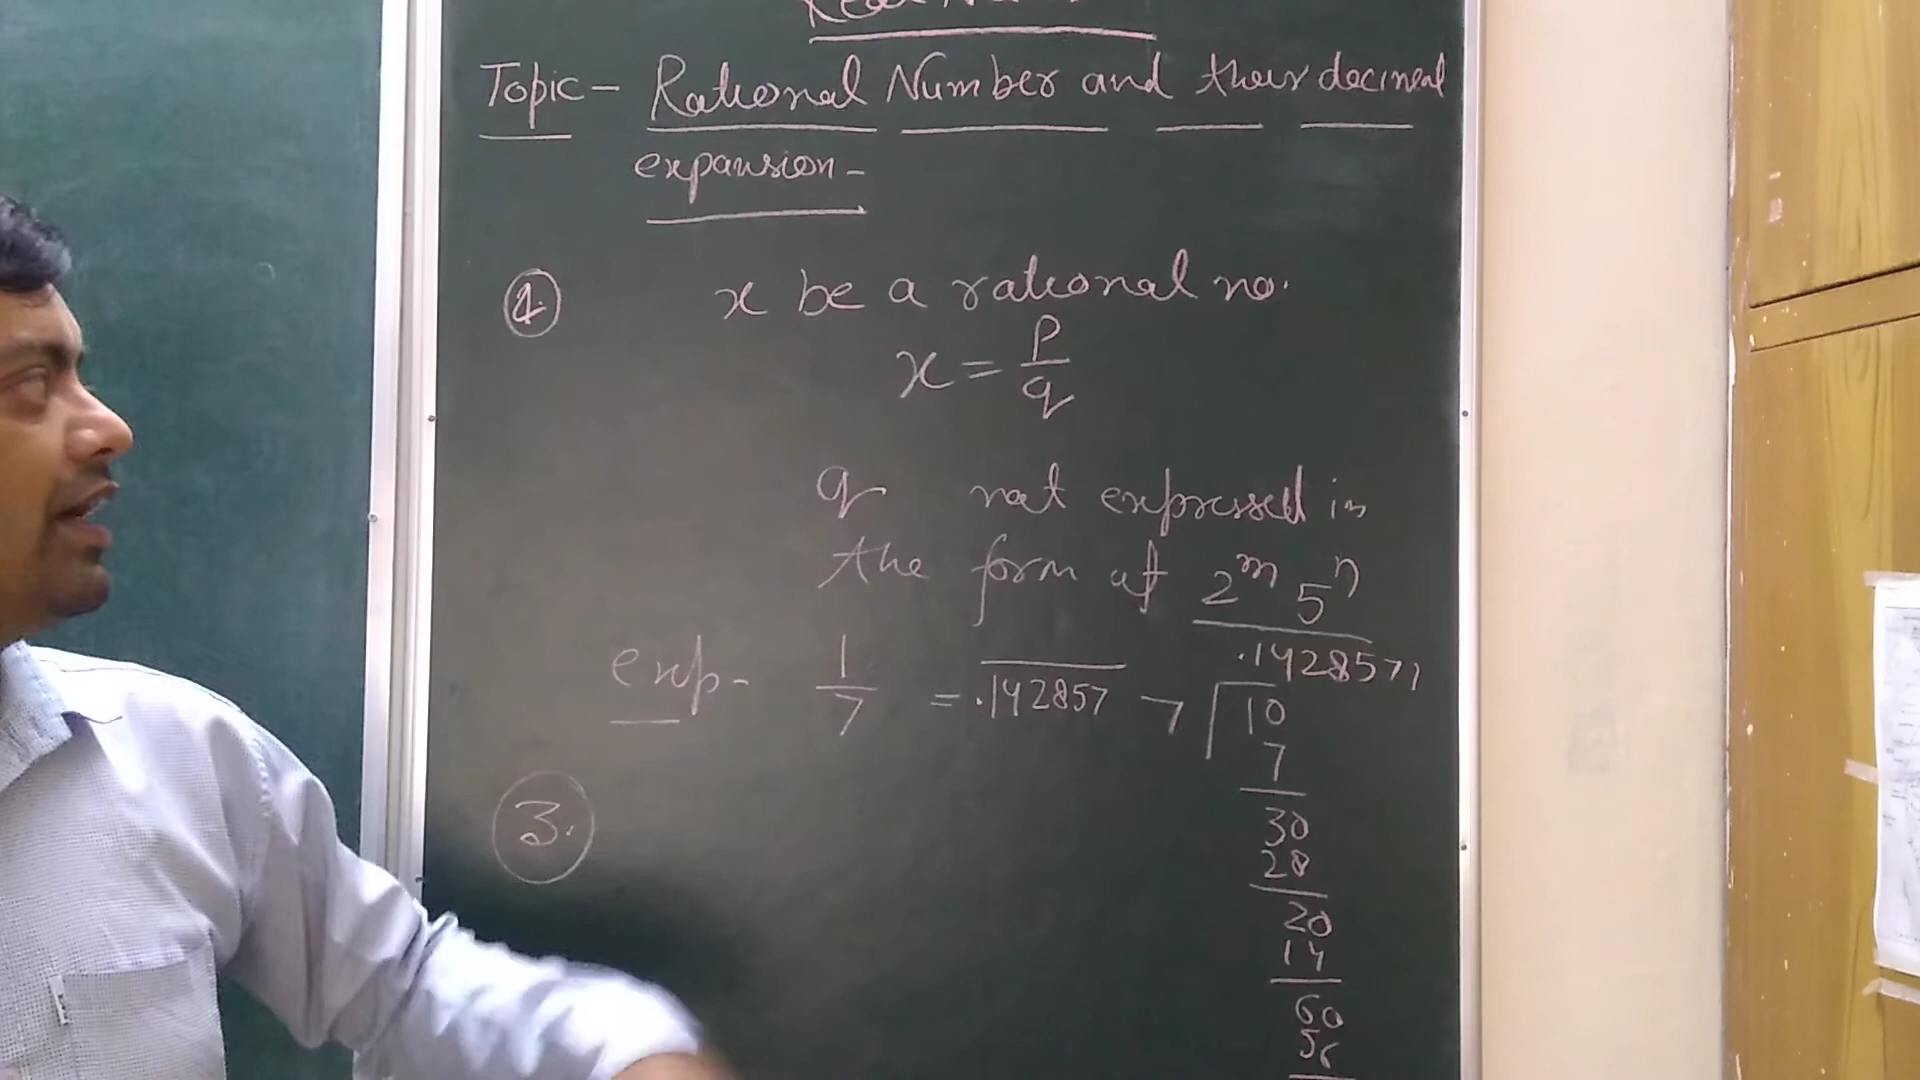 Topic - Rational Number and their decimal
expansion -
1. x be a rational no.
x = p/q
q not expressed in
the form of 2^m 5^n
exp - 1/7 = .142857 7 10
.1428571
7
30
28
20
14
60
56
3.